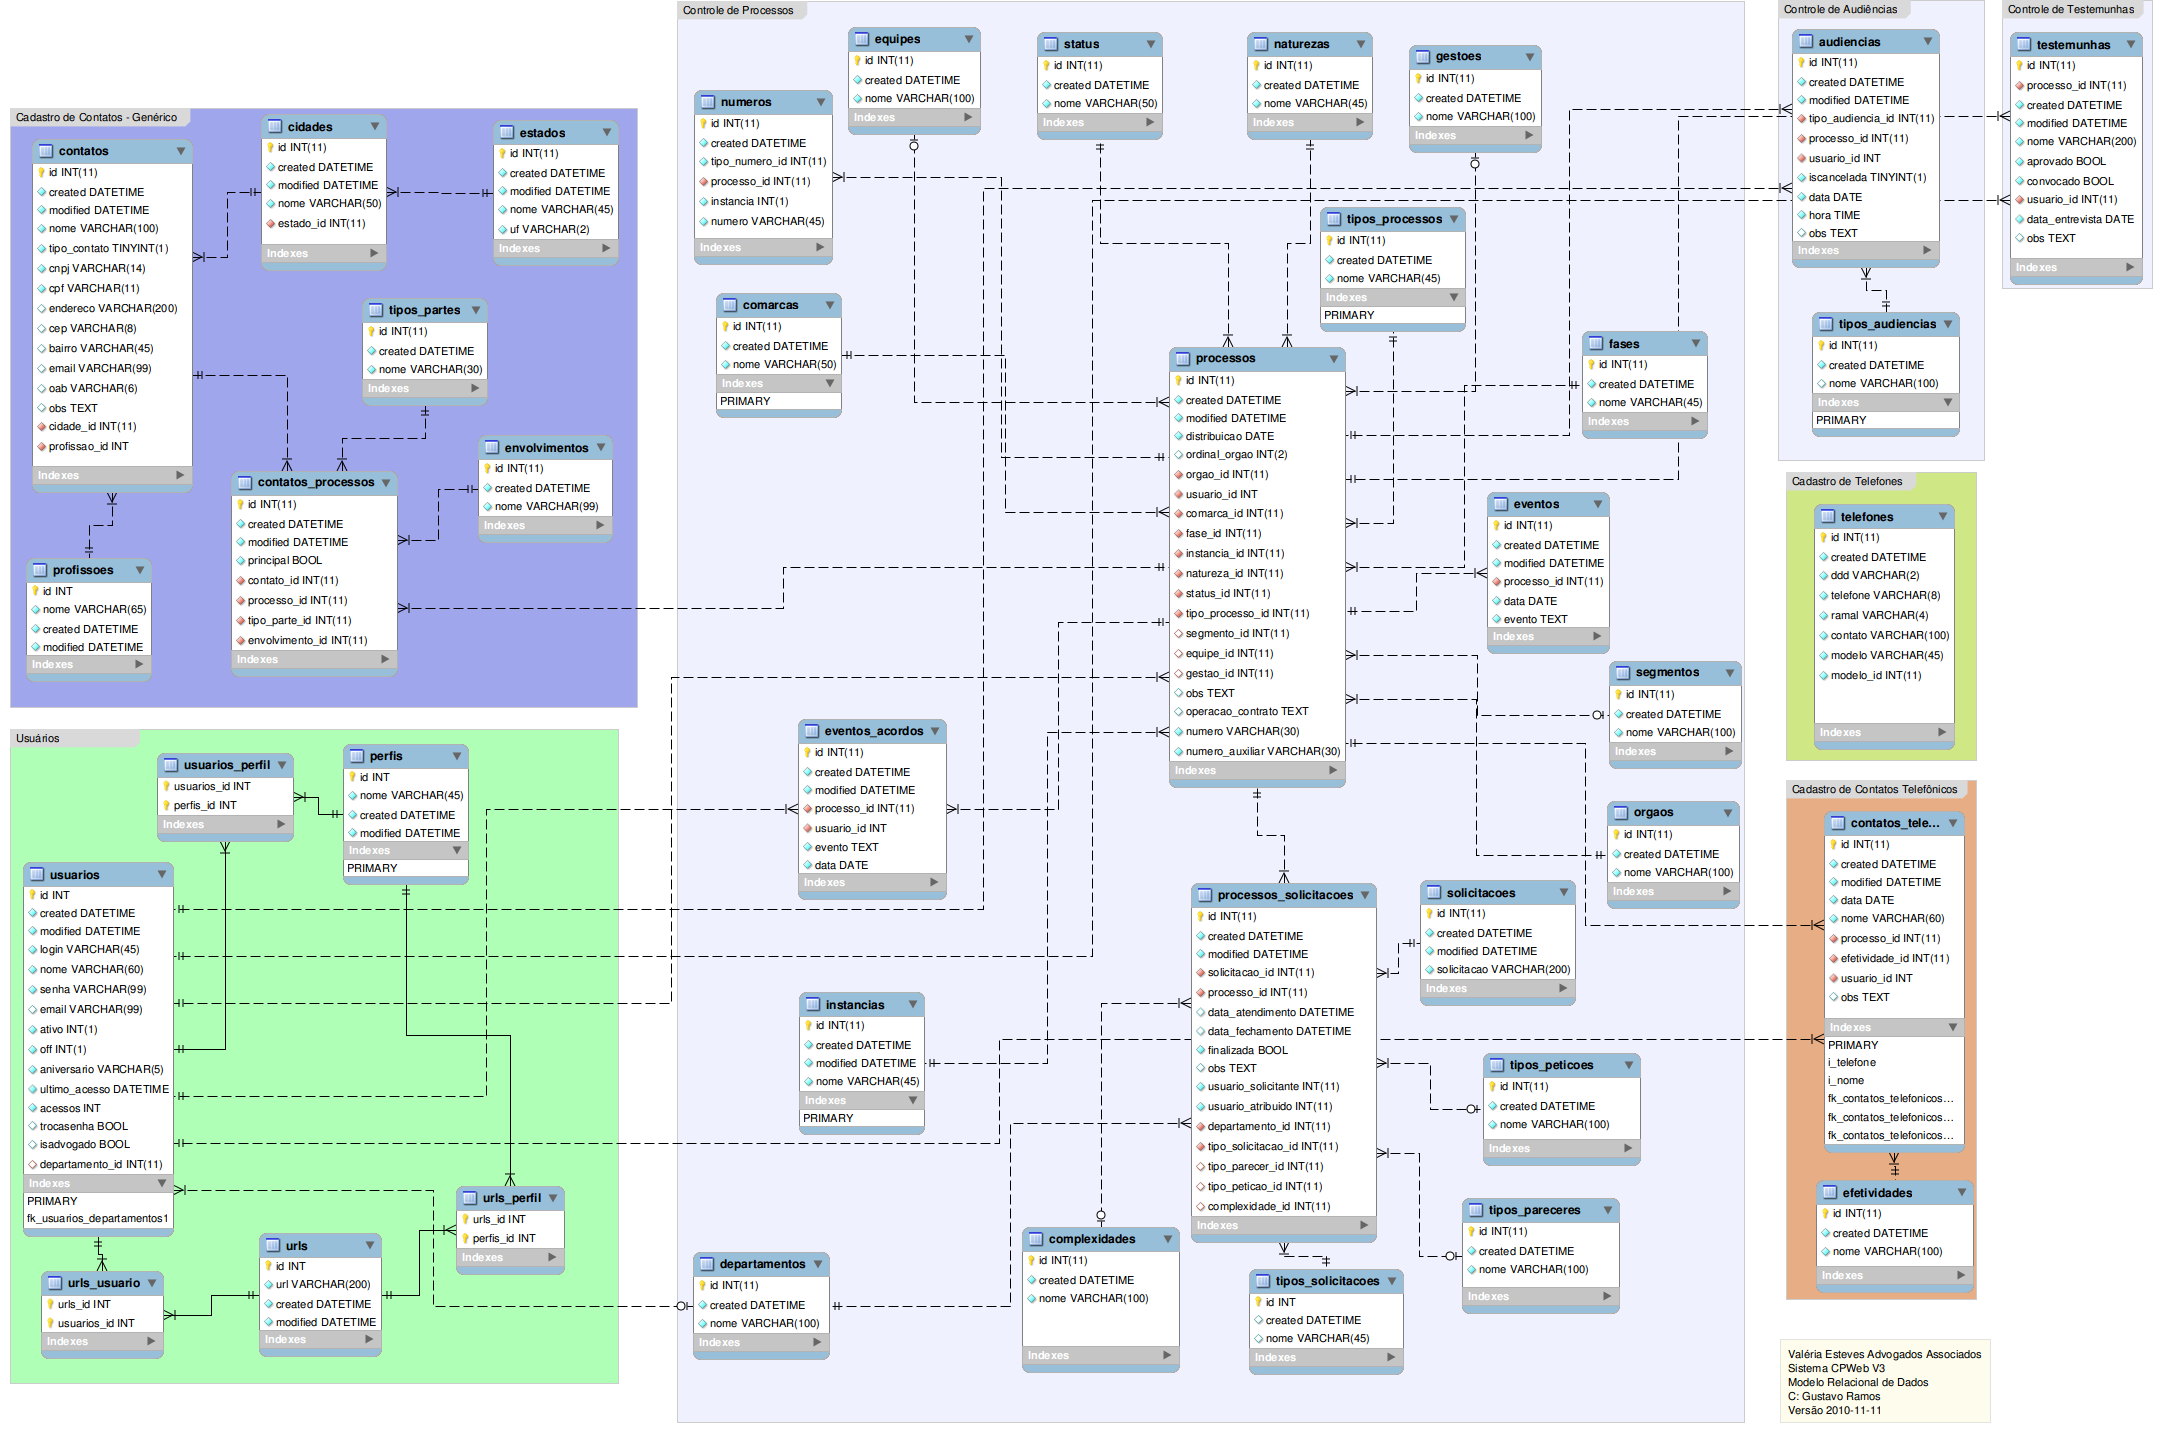 Cadastro de Contatos - Genérico
contatos
id INT(11)
created DATETIME
modified DATETIME
nome VARCHAR(100)
tipo_contato TINYINT(1)
cnpj VARCHAR(14)
cpf VARCHAR(11)
endereco VARCHAR(200)
cep VARCHAR(8)
bairro VARCHAR(45)
email VARCHAR(99)
oab VARCHAR(6)
obs TEXT
cidade_id INT(11)
profissao_id INT
Indexes
cidades
id INT(11)
created DATETIME
modified DATETIME
nome VARCHAR(50)
estado_id INT(11)
Indexes
estados
id INT(11)
created DATETIME
modified DATETIME
nome VARCHAR(45)
uf VARCHAR(2)
Indexes
tipos_partes
id INT(11)
created DATETIME
nome VARCHAR(30)
Indexes
envolvimentos
id INT(11)
created DATETIME
nome VARCHAR(99)
Indexes
contatos_processos
id INT(11)
created DATETIME
modified DATETIME
principal BOOL
contato_id INT(11)
processo_id INT(11)
tipo_parte_id INT(11)
envolvimento_id INT(11)
Indexes
profissoes
id INT
nome VARCHAR(65)
created DATETIME
modified DATETIME
Indexes
Usuários
usuarios_perfil
usuarios_id INT
perfis_id INT
Indexes
perfis
id INT
nome VARCHAR(45)
created DATETIME
modified DATETIME
Indexes
PRIMARY
usuarios
id INT
created DATETIME
modified DATETIME
login VARCHAR(45)
nome VARCHAR(60)
senha VARCHAR(99)
email VARCHAR(99)
ativo INT(1)
off INT(1)
aniversario VARCHAR(5)
ultimo_acesso DATETIME
acessos INT
trocasenha BOOL
isadvogado BOOL
departamento_id INT(11)
Indexes
PRIMARY
fk_usuarios_departamentos1
urls_perfil
urls_id INT
perfis_id INT
Indexes
urls
id INT
url VARCHAR(200)
created DATETIME
modified DATETIME
Indexes
urls_usuario
urls_id INT
usuarios_id INT
Indexes
Controle de Processos
equipes
id INT(11)
created DATETIME
nome VARCHAR(100)
Indexes
status
id INT(11)
created DATETIME
nome VARCHAR(50)
Indexes
naturezas
id INT(11)
created DATETIME
nome VARCHAR(45)
Indexes
gestoes
id INT(11)
created DATETIME
nome VARCHAR(100)
Indexes
numeros
id INT(11)
created DATETIME
tipo_numero_id INT(11)
processo_id INT(11)
instancia INT(1)
numero VARCHAR(45)
Indexes
tipos_processos
id INT(11)
created DATETIME
nome VARCHAR(45)
Indexes
PRIMARY
comarcas
id INT(11)
created DATETIME
nome VARCHAR(50)
Indexes
PRIMARY
fases
id INT(11)
created DATETIME
nome VARCHAR(45)
Indexes
processos
id INT(11)
created DATETIME
modified DATETIME
distribuicao DATE
ordinal_orgao INT(2)
orgao_id INT(11)
usuario_id INT
comarca_id INT(11)
fase_id INT(11)
instancia_id INT(11)
natureza_id INT(11)
status_id INT(11)
tipo_processo_id INT(11)
segmento_id INT(11)
equipe_id INT(11)
gestao_id INT(11)
obs TEXT
operacao_contrato TEXT
numero VARCHAR(30)
numero_auxiliar VARCHAR(30)
Indexes
eventos
id INT(11)
created DATETIME
modified DATETIME
processo_id INT(11)
data DATE
evento TEXT
Indexes
segmentos
id INT(11)
created DATETIME
nome VARCHAR(100)
Indexes
eventos_acordos
id INT(11)
created DATETIME
modified DATETIME
processo_id INT(11)
usuario_id INT
evento TEXT
data DATE
Indexes
orgaos
id INT(11)
created DATETIME
nome VARCHAR(100)
Indexes
processos_solicitacoes
id INT(11)
created DATETIME
modified DATETIME
solicitacao_id INT(11)
processo_id INT(11)
data_atendimento DATETIME
data_fechamento DATETIME
finalizada BOOL
obs TEXT
usuario_solicitante INT(11)
usuario_atribuido INT(11)
departamento_id INT(11)
tipo_solicitacao_id INT(11)
tipo_parecer_id INT(11)
tipo_peticao_id INT(11)
complexidade_id INT(11)
Indexes
solicitacoes
id INT(11)
created DATETIME
modified DATETIME
solicitacao VARCHAR(200)
Indexes
instancias
id INT(11)
created DATETIME
modified DATETIME
nome VARCHAR(45)
Indexes
PRIMARY
tipos_peticoes
id INT(11)
created DATETIME
nome VARCHAR(100)
Indexes
tipos_pareceres
id INT(11)
created DATETIME
nome VARCHAR(100)
Indexes
departamentos
id INT(11)
created DATETIME
nome VARCHAR(100)
Indexes
complexidades
id INT(11)
created DATETIME
nome VARCHAR(100)
Indexes
tipos_solicitacoes
id INT
created DATETIME
nome VARCHAR(45)
Indexes
Controle de Audiências
audiencias
id INT(11)
created DATETIME
modified DATETIME
tipo_audiencia_id INT(11)
processo_id INT(11)
usuario_id INT
iscancelada TINYINT(1)
data DATE
hora TIME
obs TEXT
Indexes
tipos_audiencias
id INT(11)
created DATETIME
nome VARCHAR(100)
Indexes
PRIMARY
Controle de Testemunhas
testemunhas
id INT(11)
processo_id INT(11)
created DATETIME
modified DATETIME
nome VARCHAR(200)
aprovado BOOL
convocado BOOL
usuario_id INT(11)
data_entrevista DATE
obs TEXT
Indexes
Cadastro de Telefones
telefones
id INT(11)
created DATETIME
ddd VARCHAR(2)
telefone VARCHAR(8)
ramal VARCHAR(4)
contato VARCHAR(100)
modelo VARCHAR(45)
modelo_id INT(11)
Indexes
Cadastro de Contatos Telefônicos
contatos_tele...
id INT(11)
created DATETIME
modified DATETIME
data DATE
nome VARCHAR(60)
processo_id INT(11)
efetividade_id INT(11)
usuario_id INT
obs TEXT
Indexes
PRIMARY
i_telefone
i_nome
fk_contatos_telefonicos...
fk_contatos_telefonicos...
fk_contatos_telefonicos...
efetividades
id INT(11)
created DATETIME
nome VARCHAR(100)
Indexes
Valéria Esteves Advogados Associados
Sistema CPWeb V3
Modelo Relacional de Dados
C: Gustavo Ramos
Versão 2010-11-11